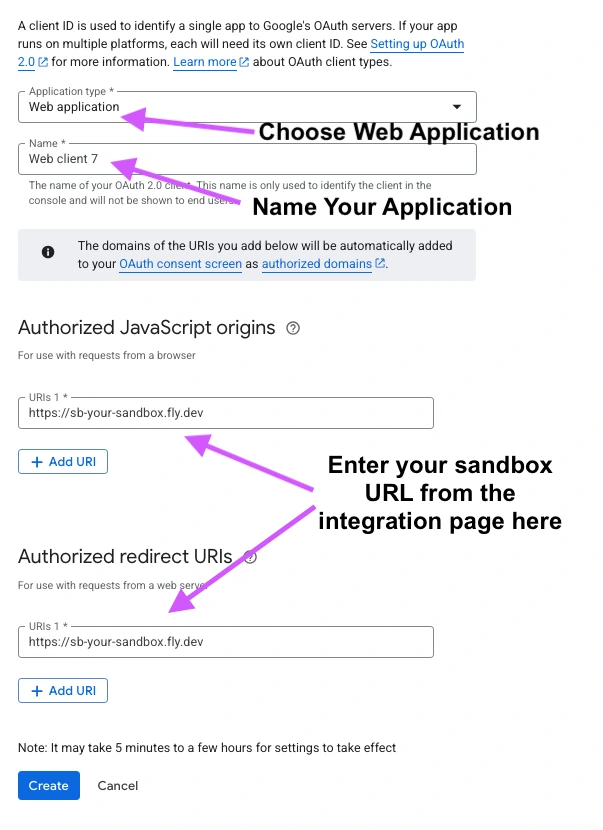 A client ID is used to identify a single app to Google's OAuth servers. If your app
runs on multiple platforms, each will need its own client ID. See Setting up OAuth
2.0 for more information. Learn more about OAuth client types.
Application type *
Web application
Choose Web Application
Name *
Web client 7
The name of your OAuth 2.0 client. This name is only used to identify the client in the
console and will not be shown to end users.
Name Your Application
The domains of the URIs you add below will be automatically added
to your OAuth consent screen as authorized domains.
Authorized JavaScript origins
For use with requests from a browser
URIs 1 *
https://sb-your-sandbox.fly.dev
+ Add URI
Enter your sandbox
URL from the
integration page here
Authorized redirect URIs
For use with requests from a web server
URIs 1 *
https://sb-your-sandbox.fly.dev
+ Add URI
Note: It may take 5 minutes to a few hours for settings to take effect
Create Cancel